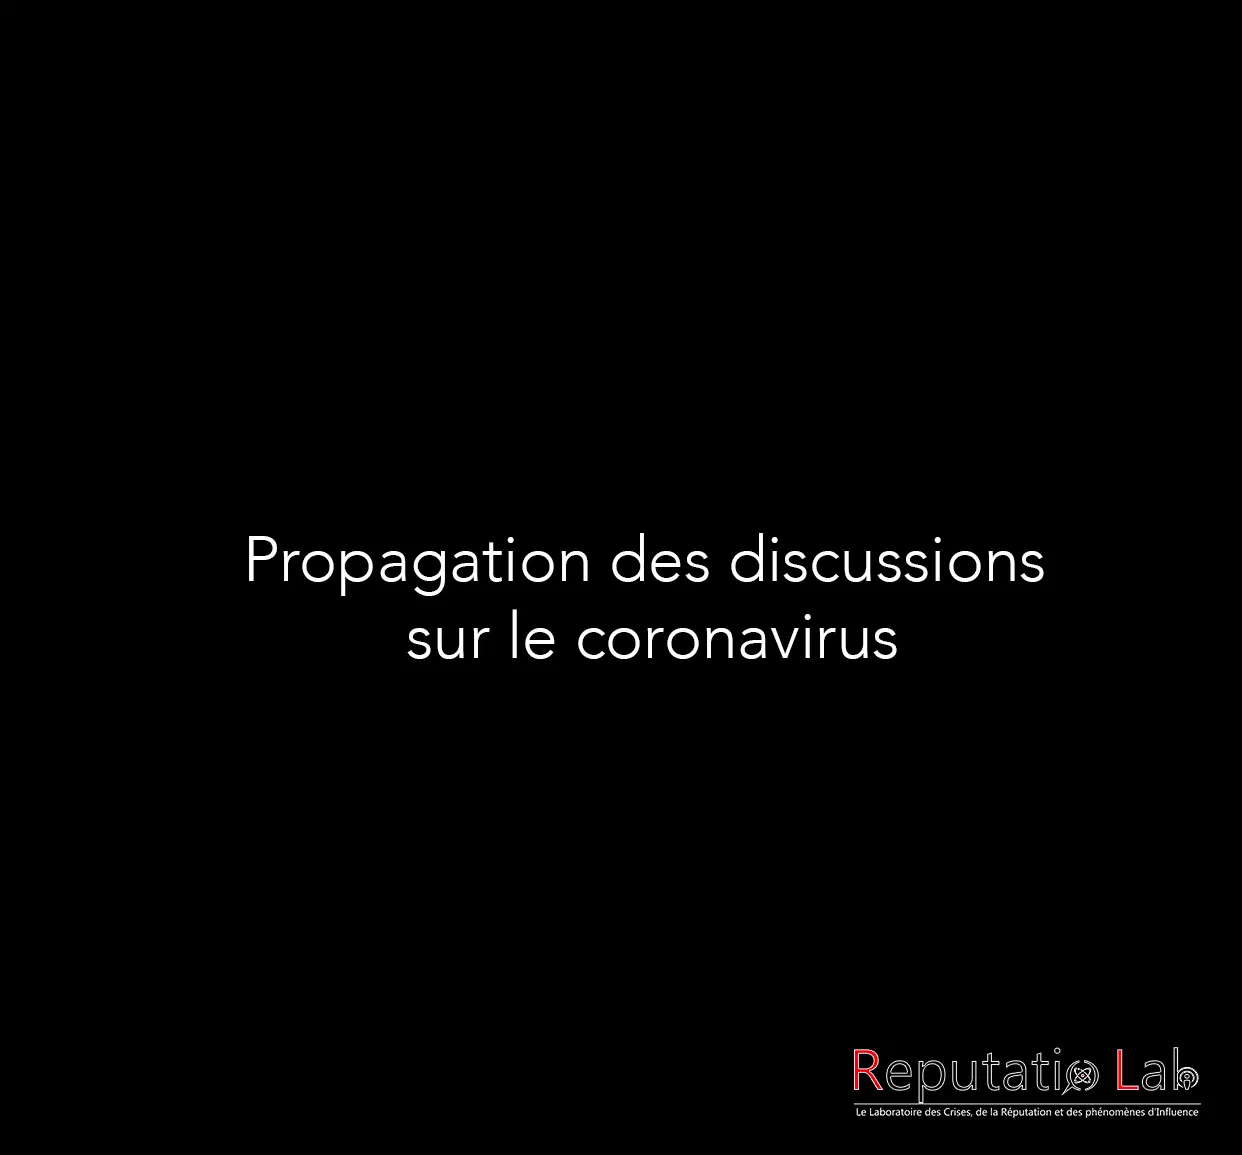 Propagation des discussions
sur le coronavirus
Reputatio Lab
Le Laboratoire des Crises, de la Réputation et des phénomènes d'Influence